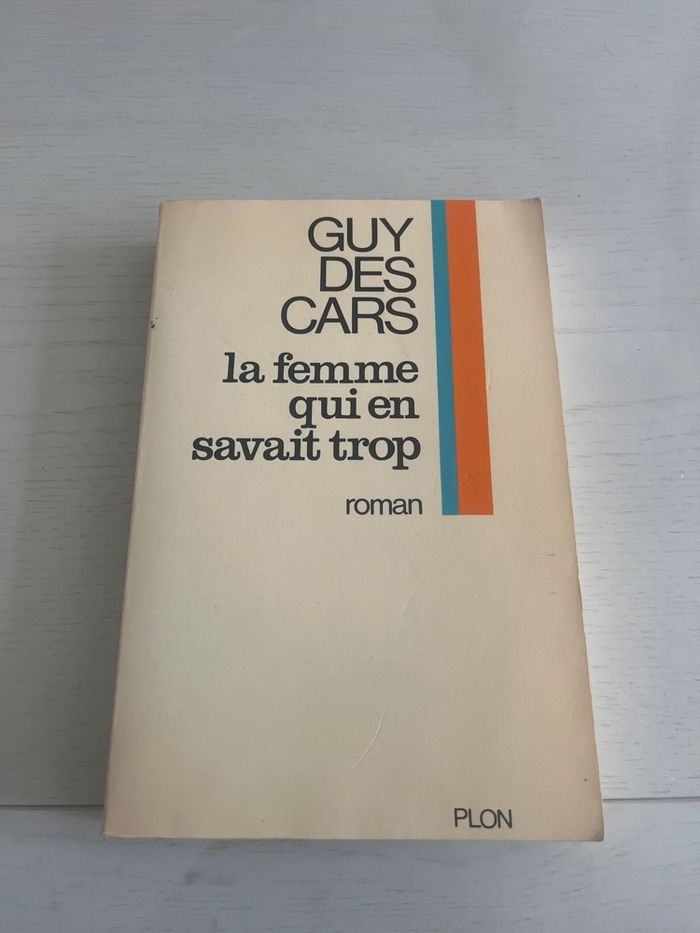 GUY
DES
CARS
la femme
qui en
savait trop
roman
PLON